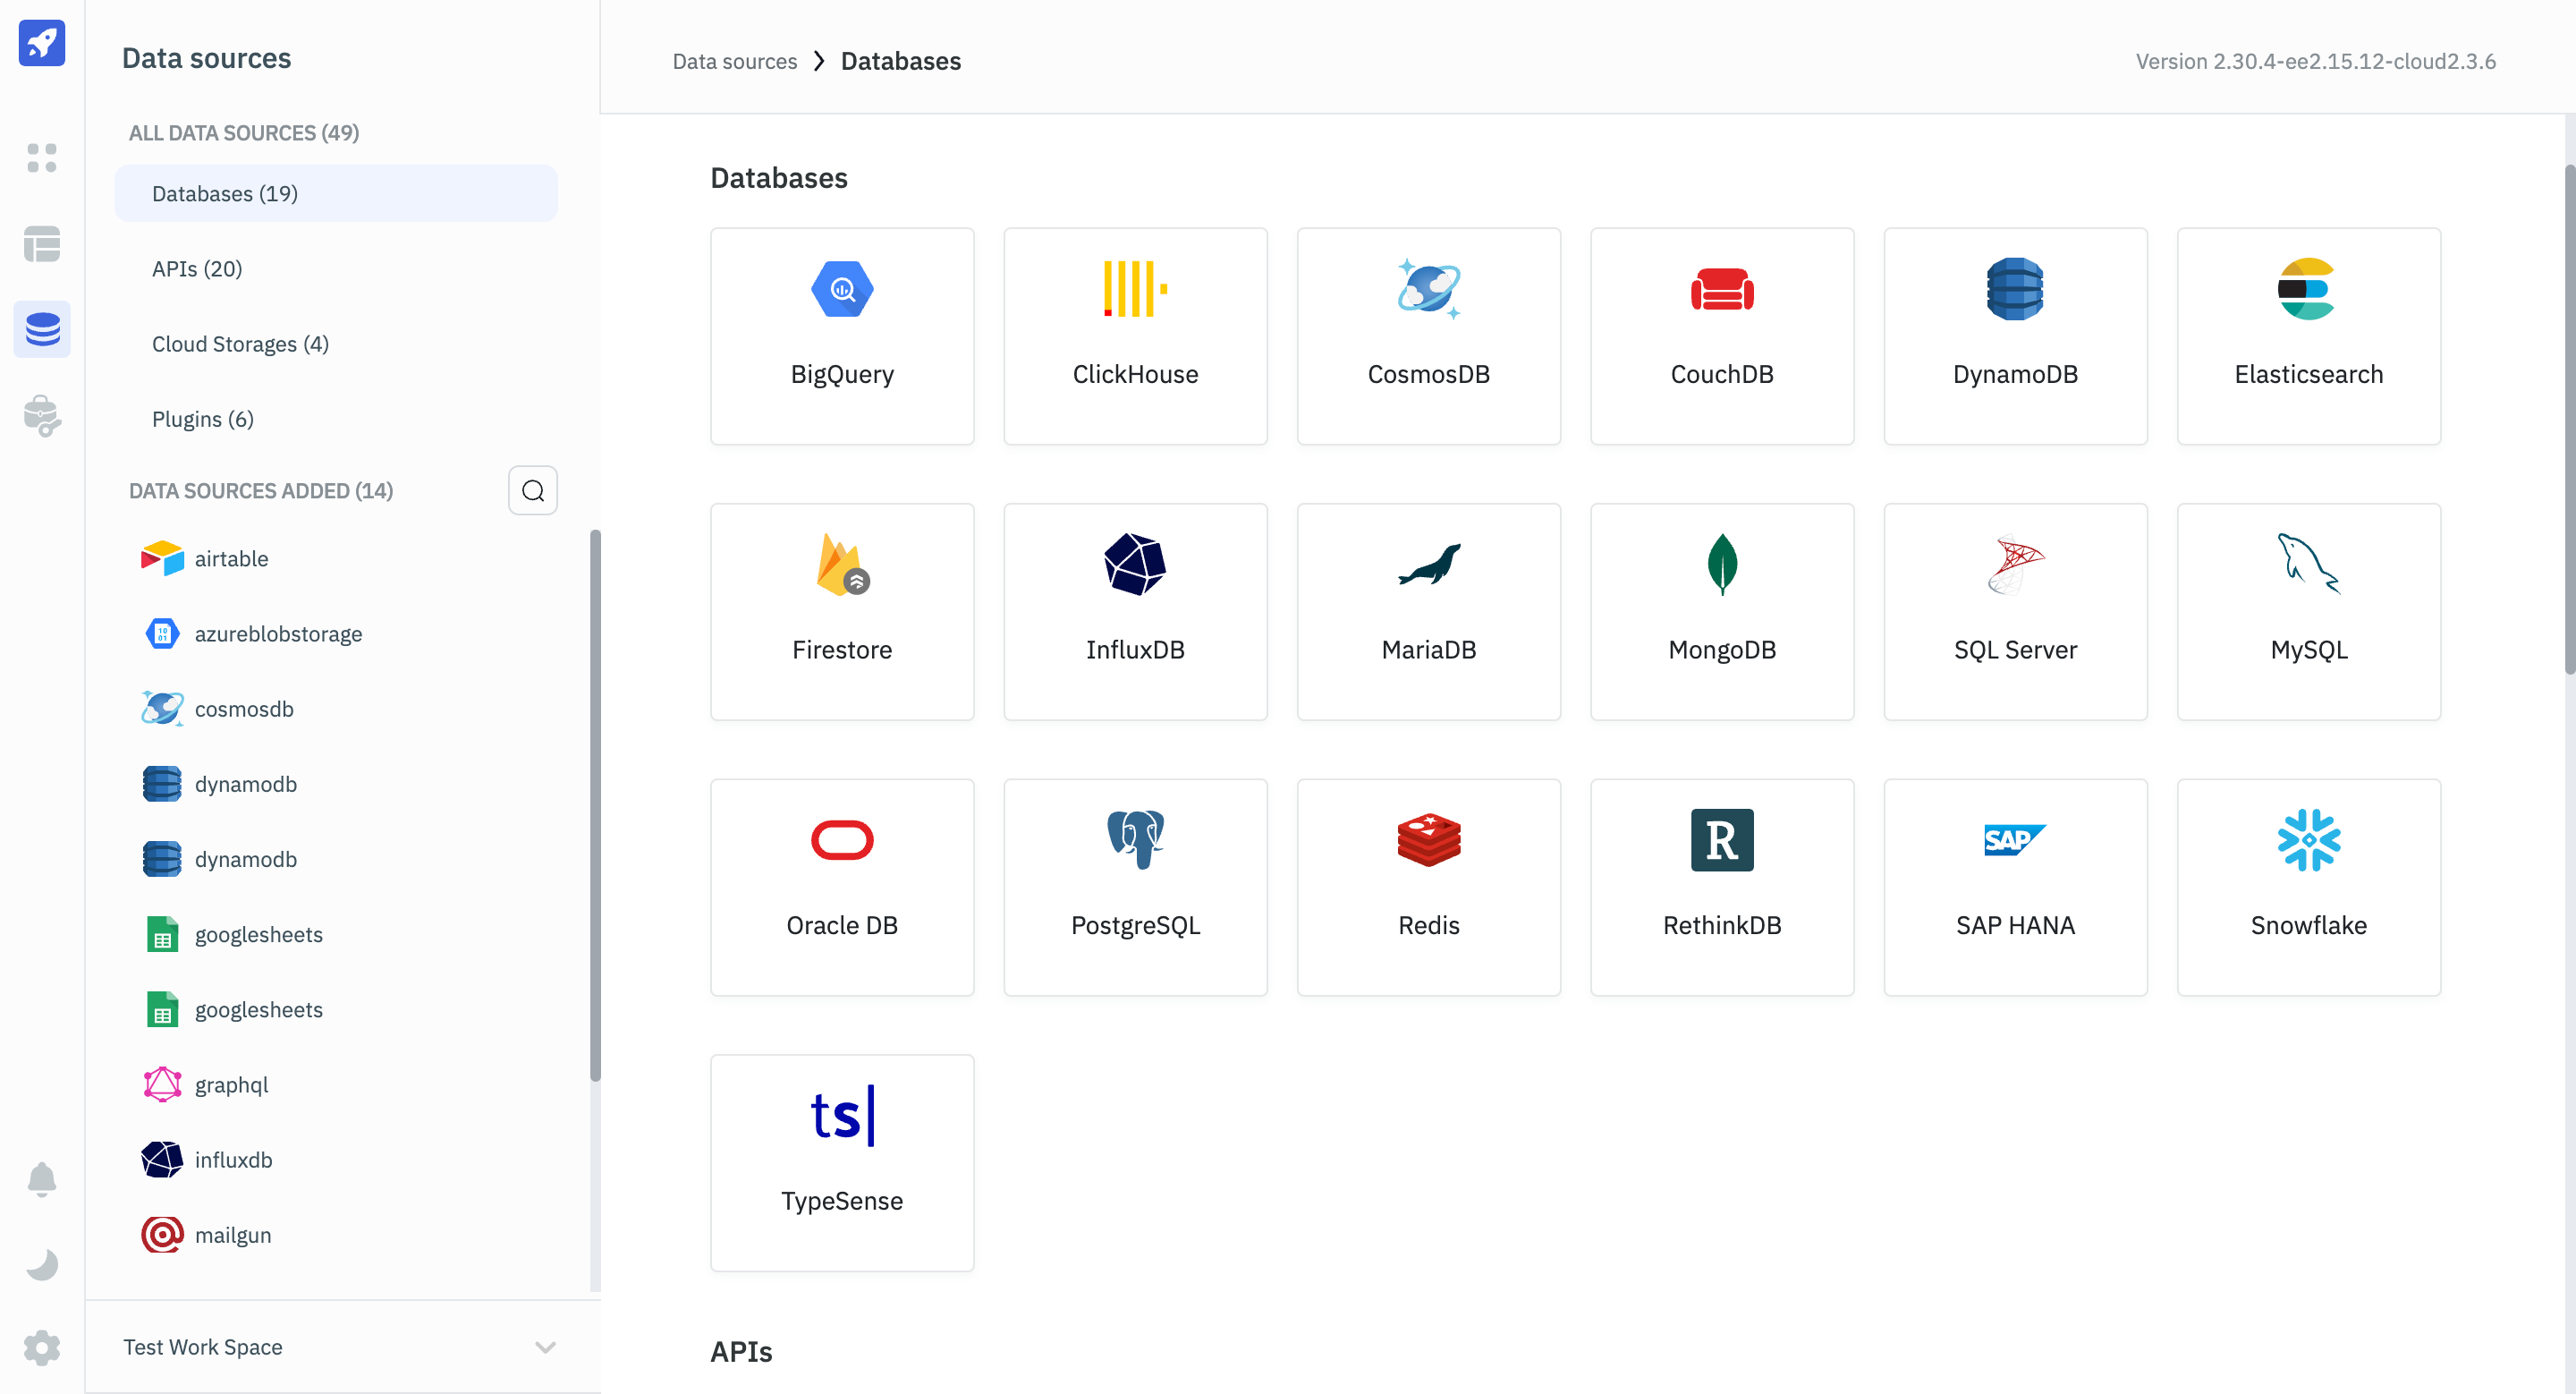 Data sources
ALL DATA SOURCES (49)
Databases (19)
APIs (20)
Cloud Storages (4)
Plugins (6)
DATA SOURCES ADDED (14)
airtable
10
01
azureblobstorage
cosmosdb
dynamodb
dynamodb
googlesheets
googlesheets
graphql
influxdb
mailgun
Test Work Space
Data sources > Databases
Version 2.30.4-ee2.15.12-cloud2.3.6
Databases
BigQuery
ClickHouse
CosmosDB
CouchDB
DynamoDB
Elasticsearch
Firestore
InfluxDB
MariaDB
MongoDB
SQL Server
MySQL
Oracle DB
PostgreSQL
Redis
R
RethinkDB
SAP
SAP HANA
Snowflake
ts|
TypeSense
APIs